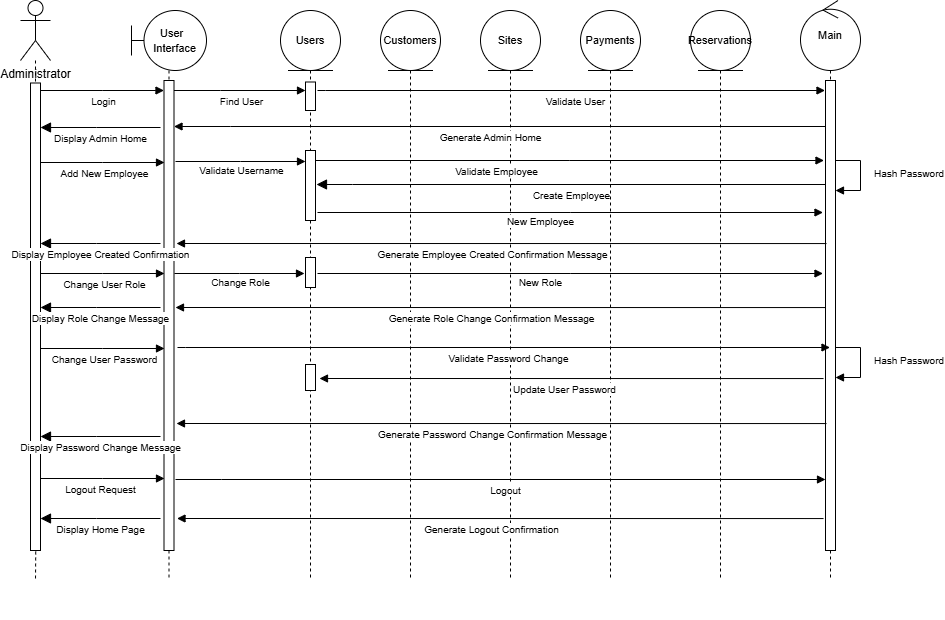 Administrator
User
Interface
Users
Customers
Sites
Payments
Reservations
Main
Login
Find User
Validate User
Display Admin Home
Generate Admin Home
Add New Employee
Validate Username
Validate Employee
Hash Password
Create Employee
New Employee
Display Employee Created Confirmation
Generate Employee Created Confirmation Message
Change User Role
Change Role
New Role
Display Role Change Message
Generate Role Change Confirmation Message
Change User Password
Validate Password Change
Hash Password
Update User Password
Generate Password Change Confirmation Message
Display Password Change Message
Logout Request
Logout
Display Home Page
Generate Logout Confirmation